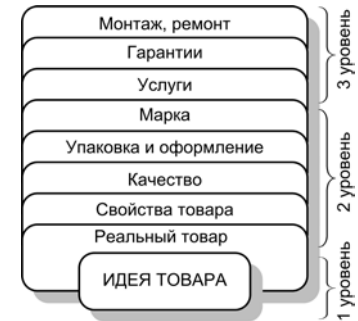 Монтаж, ремонт
Гарантии
Услуги
Марка
Упаковка и оформление
Качество
Свойства товара
Реальный товар
ИДЕЯ ТОВАРА
3 уровень
2 уровень
1 уровень